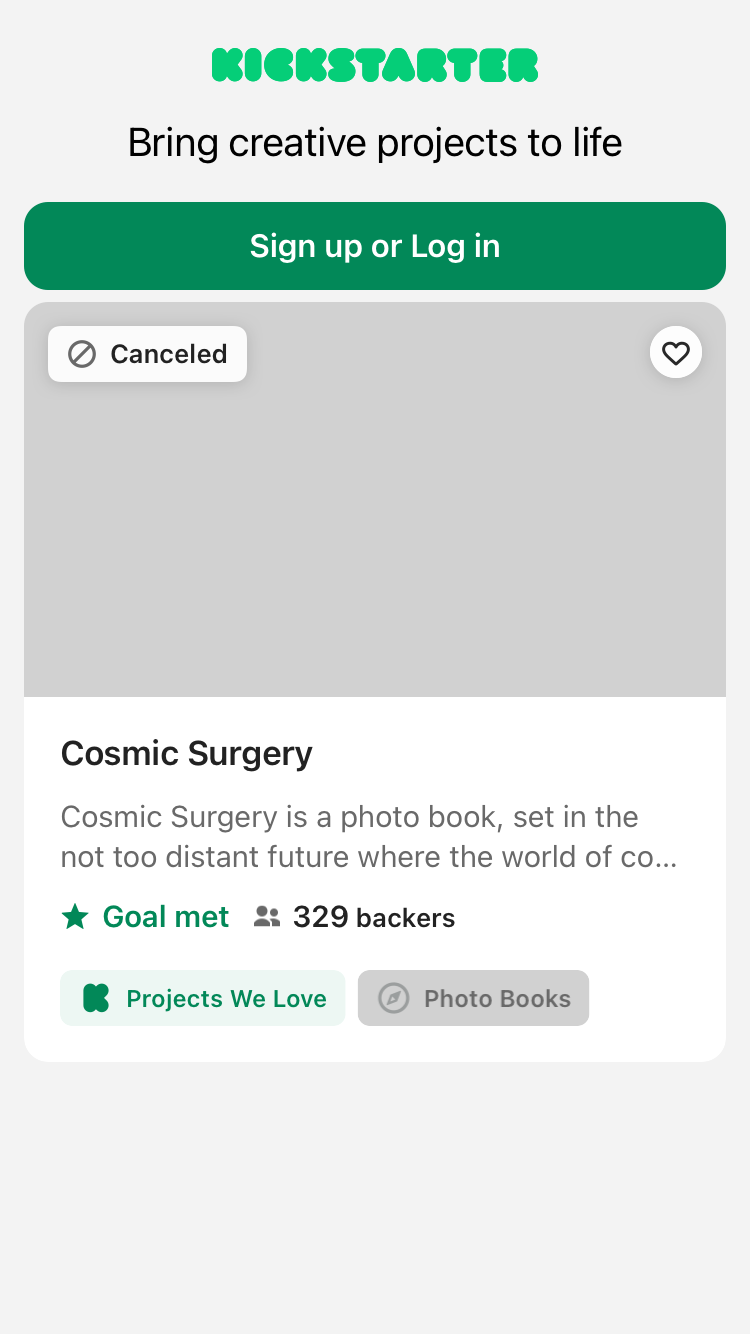 KICKSTARTER
Bring creative projects to life
Sign up or Log in
Canceled
Cosmic Surgery
Cosmic Surgery is a photo book, set in the
not too distant future where the world of co...
Goal met 329 backers
Projects We Love Photo Books